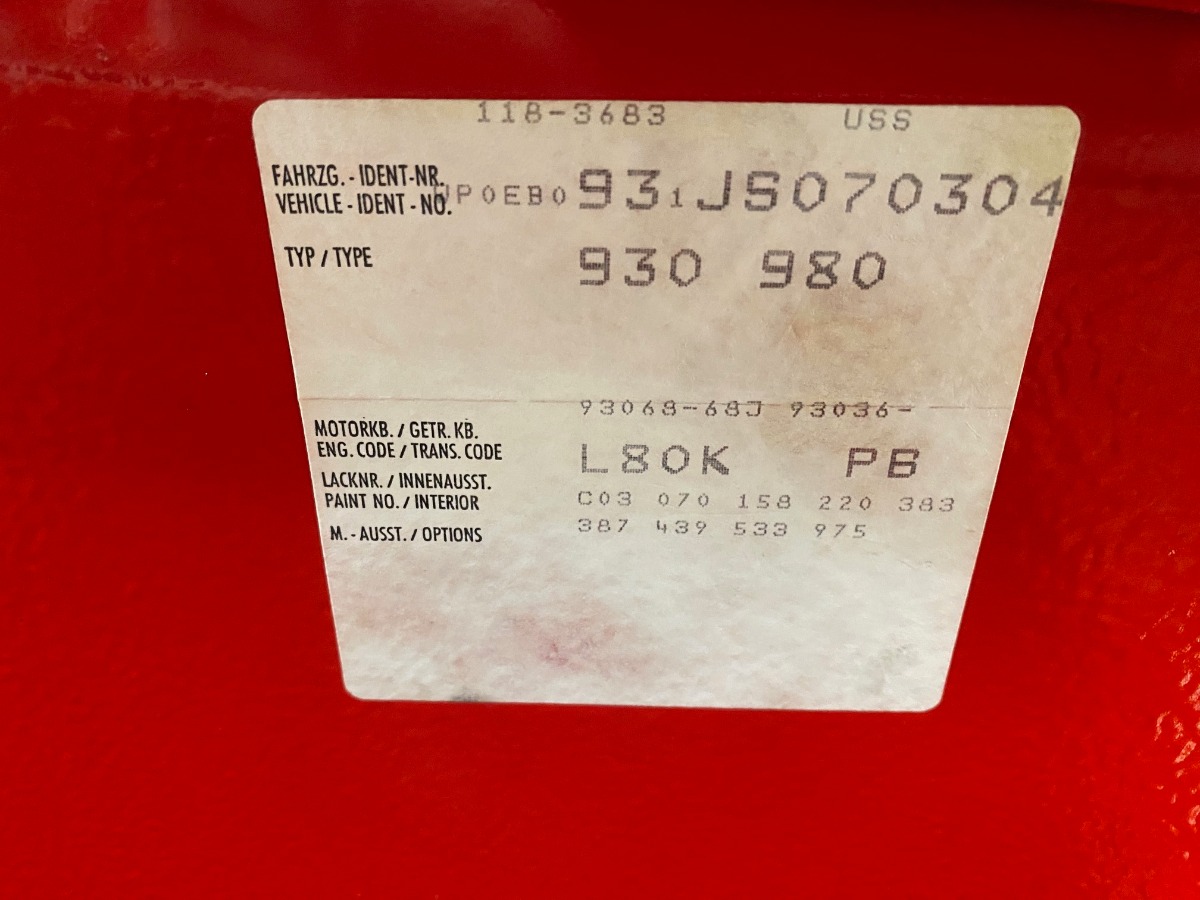 118-3683 USS
FAHRZG. - IDENT-NR.
VEHICLE - IDENT - NO. WP0EB0931JS070304
TYP / TYPE 930 980
93068-68J 93036-
MOTORKB. / GETR. KB.
ENG. CODE / TRANS. CODE L80K PB
LACKNR. / INNENAUSST.
PAINT NO. / INTERIOR C03 070 158 220 383
M. - AUSST. / OPTIONS 387 439 533 975